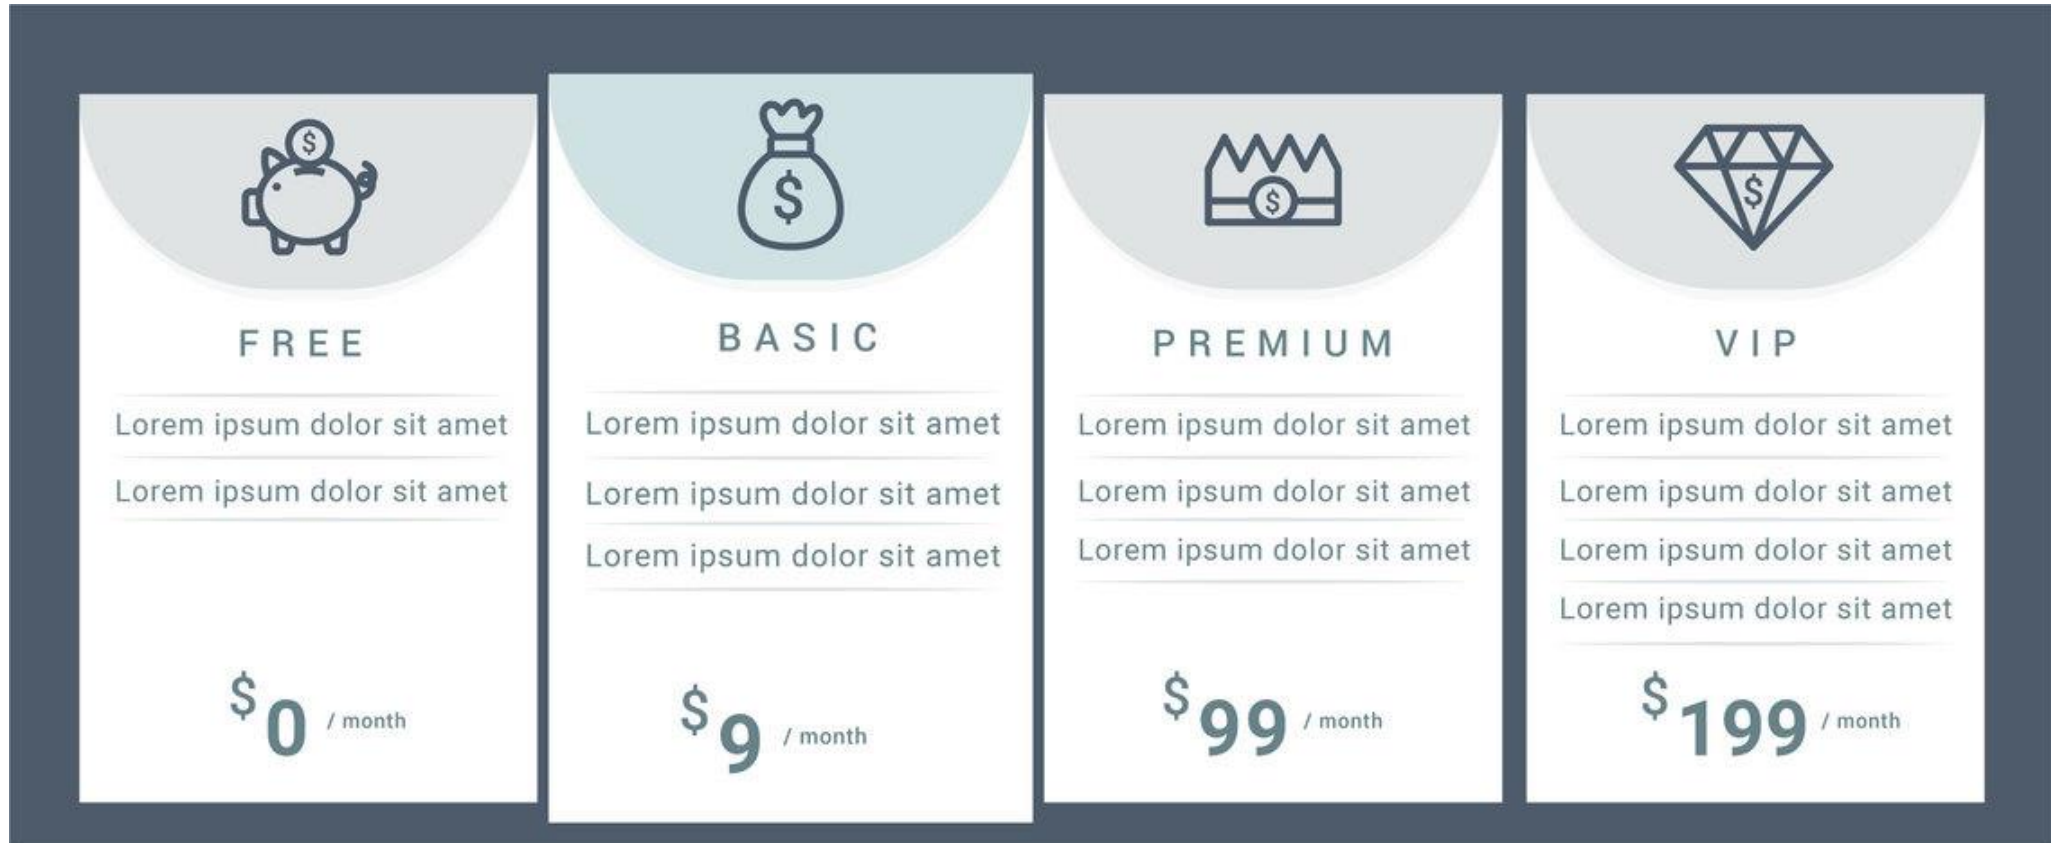 $
FREE
Lorem ipsum dolor sit amet
Lorem ipsum dolor sit amet
$0 / month
$
BASIC
Lorem ipsum dolor sit amet
Lorem ipsum dolor sit amet
Lorem ipsum dolor sit amet
$9 / month
$
PREMIUM
Lorem ipsum dolor sit amet
Lorem ipsum dolor sit amet
Lorem ipsum dolor sit amet
$99 / month
$
VIP
Lorem ipsum dolor sit amet
Lorem ipsum dolor sit amet
Lorem ipsum dolor sit amet
Lorem ipsum dolor sit amet
$199 / month